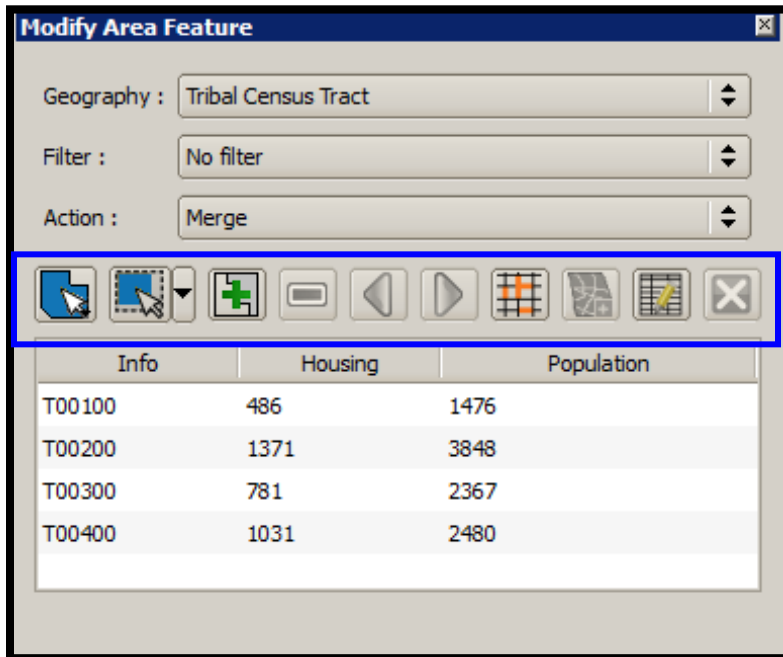 Modify Area Feature
Geography : Tribal Census Tract
Filter : No filter
Action : Merge
Info Housing Population
T00100 486 1476
T00200 1371 3848
T00300 781 2367
T00400 1031 2480